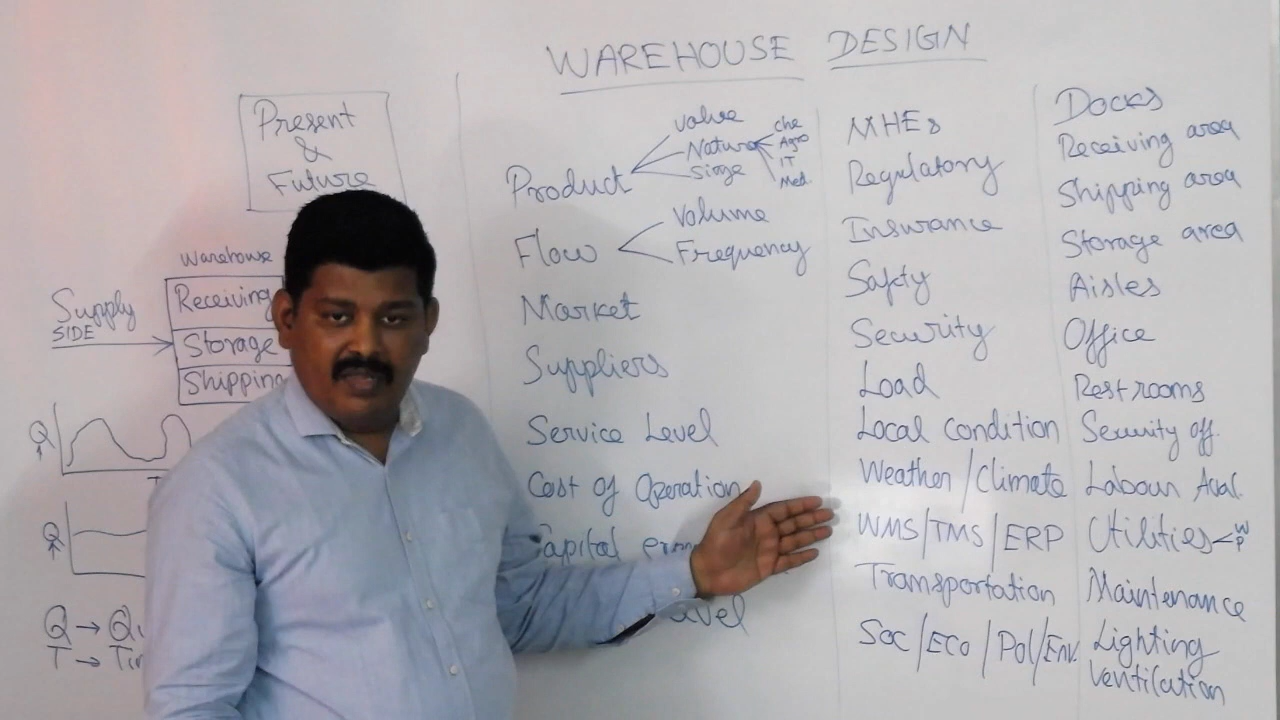 WAREHOUSE DESIGN
Present
&
Future
Warehouse
Supply
SIDE
Receiving
Storage
Shipping
Q
T
Q
Q →
T →
Product
value
Nature
Che
Agro
IT
Med.
Flow
Volume
Frequency
Market
Suppliers
Service Level
Cost of Operation
Capital
MHEs
Regulatory
Insurance
Safety
Security
Load
Local condition
Weather/Climate
WMS/TMS/ERP
Transportation
Soc/Eco/Pol/Env.
Docks
Receiving area
Shipping area
Storage area
Aisles
Office
Restrooms
Security off.
Labour Aval.
Utilities
W
P
Maintenance
Lighting
Ventilation